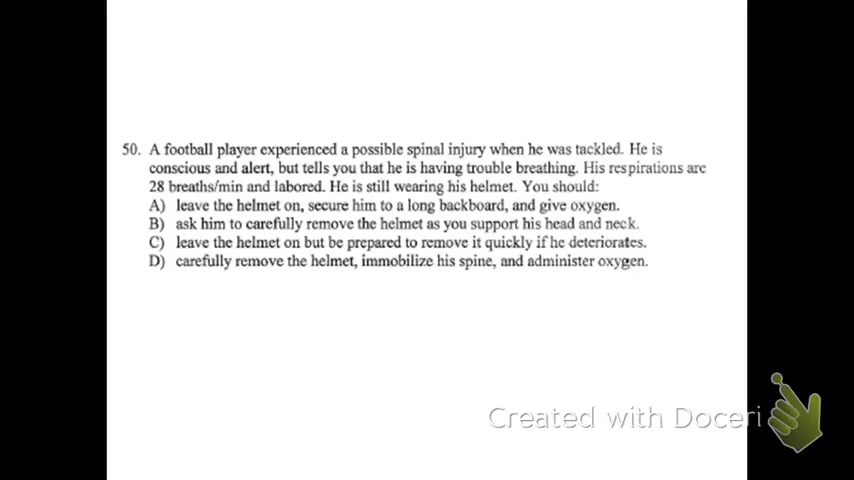 50. A football player experienced a possible spinal injury when he was tackled. He is
conscious and alert, but tells you that he is having trouble breathing. His respirations are
28 breaths/min and labored. He is still wearing his helmet. You should:
A) leave the helmet on, secure him to a long backboard, and give oxygen.
B) ask him to carefully remove the helmet as you support his head and neck.
C) leave the helmet on but be prepared to remove it quickly if he deteriorates.
D) carefully remove the helmet, immobilize his spine, and administer oxygen.
Created with Doceri